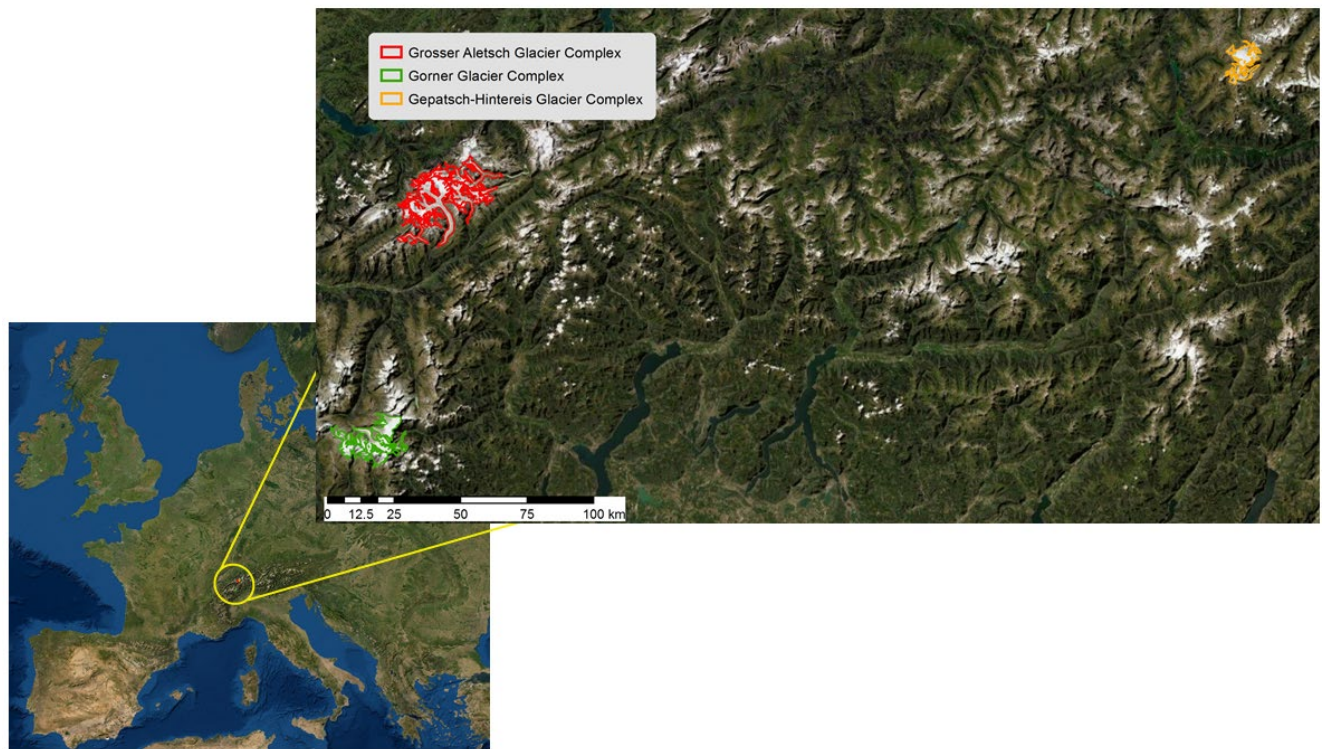 Grosser Aletsch Glacier Complex
Gorner Glacier Complex
Gepatsch-Hintereis Glacier Complex
0 12.5 25 50 75 100 km